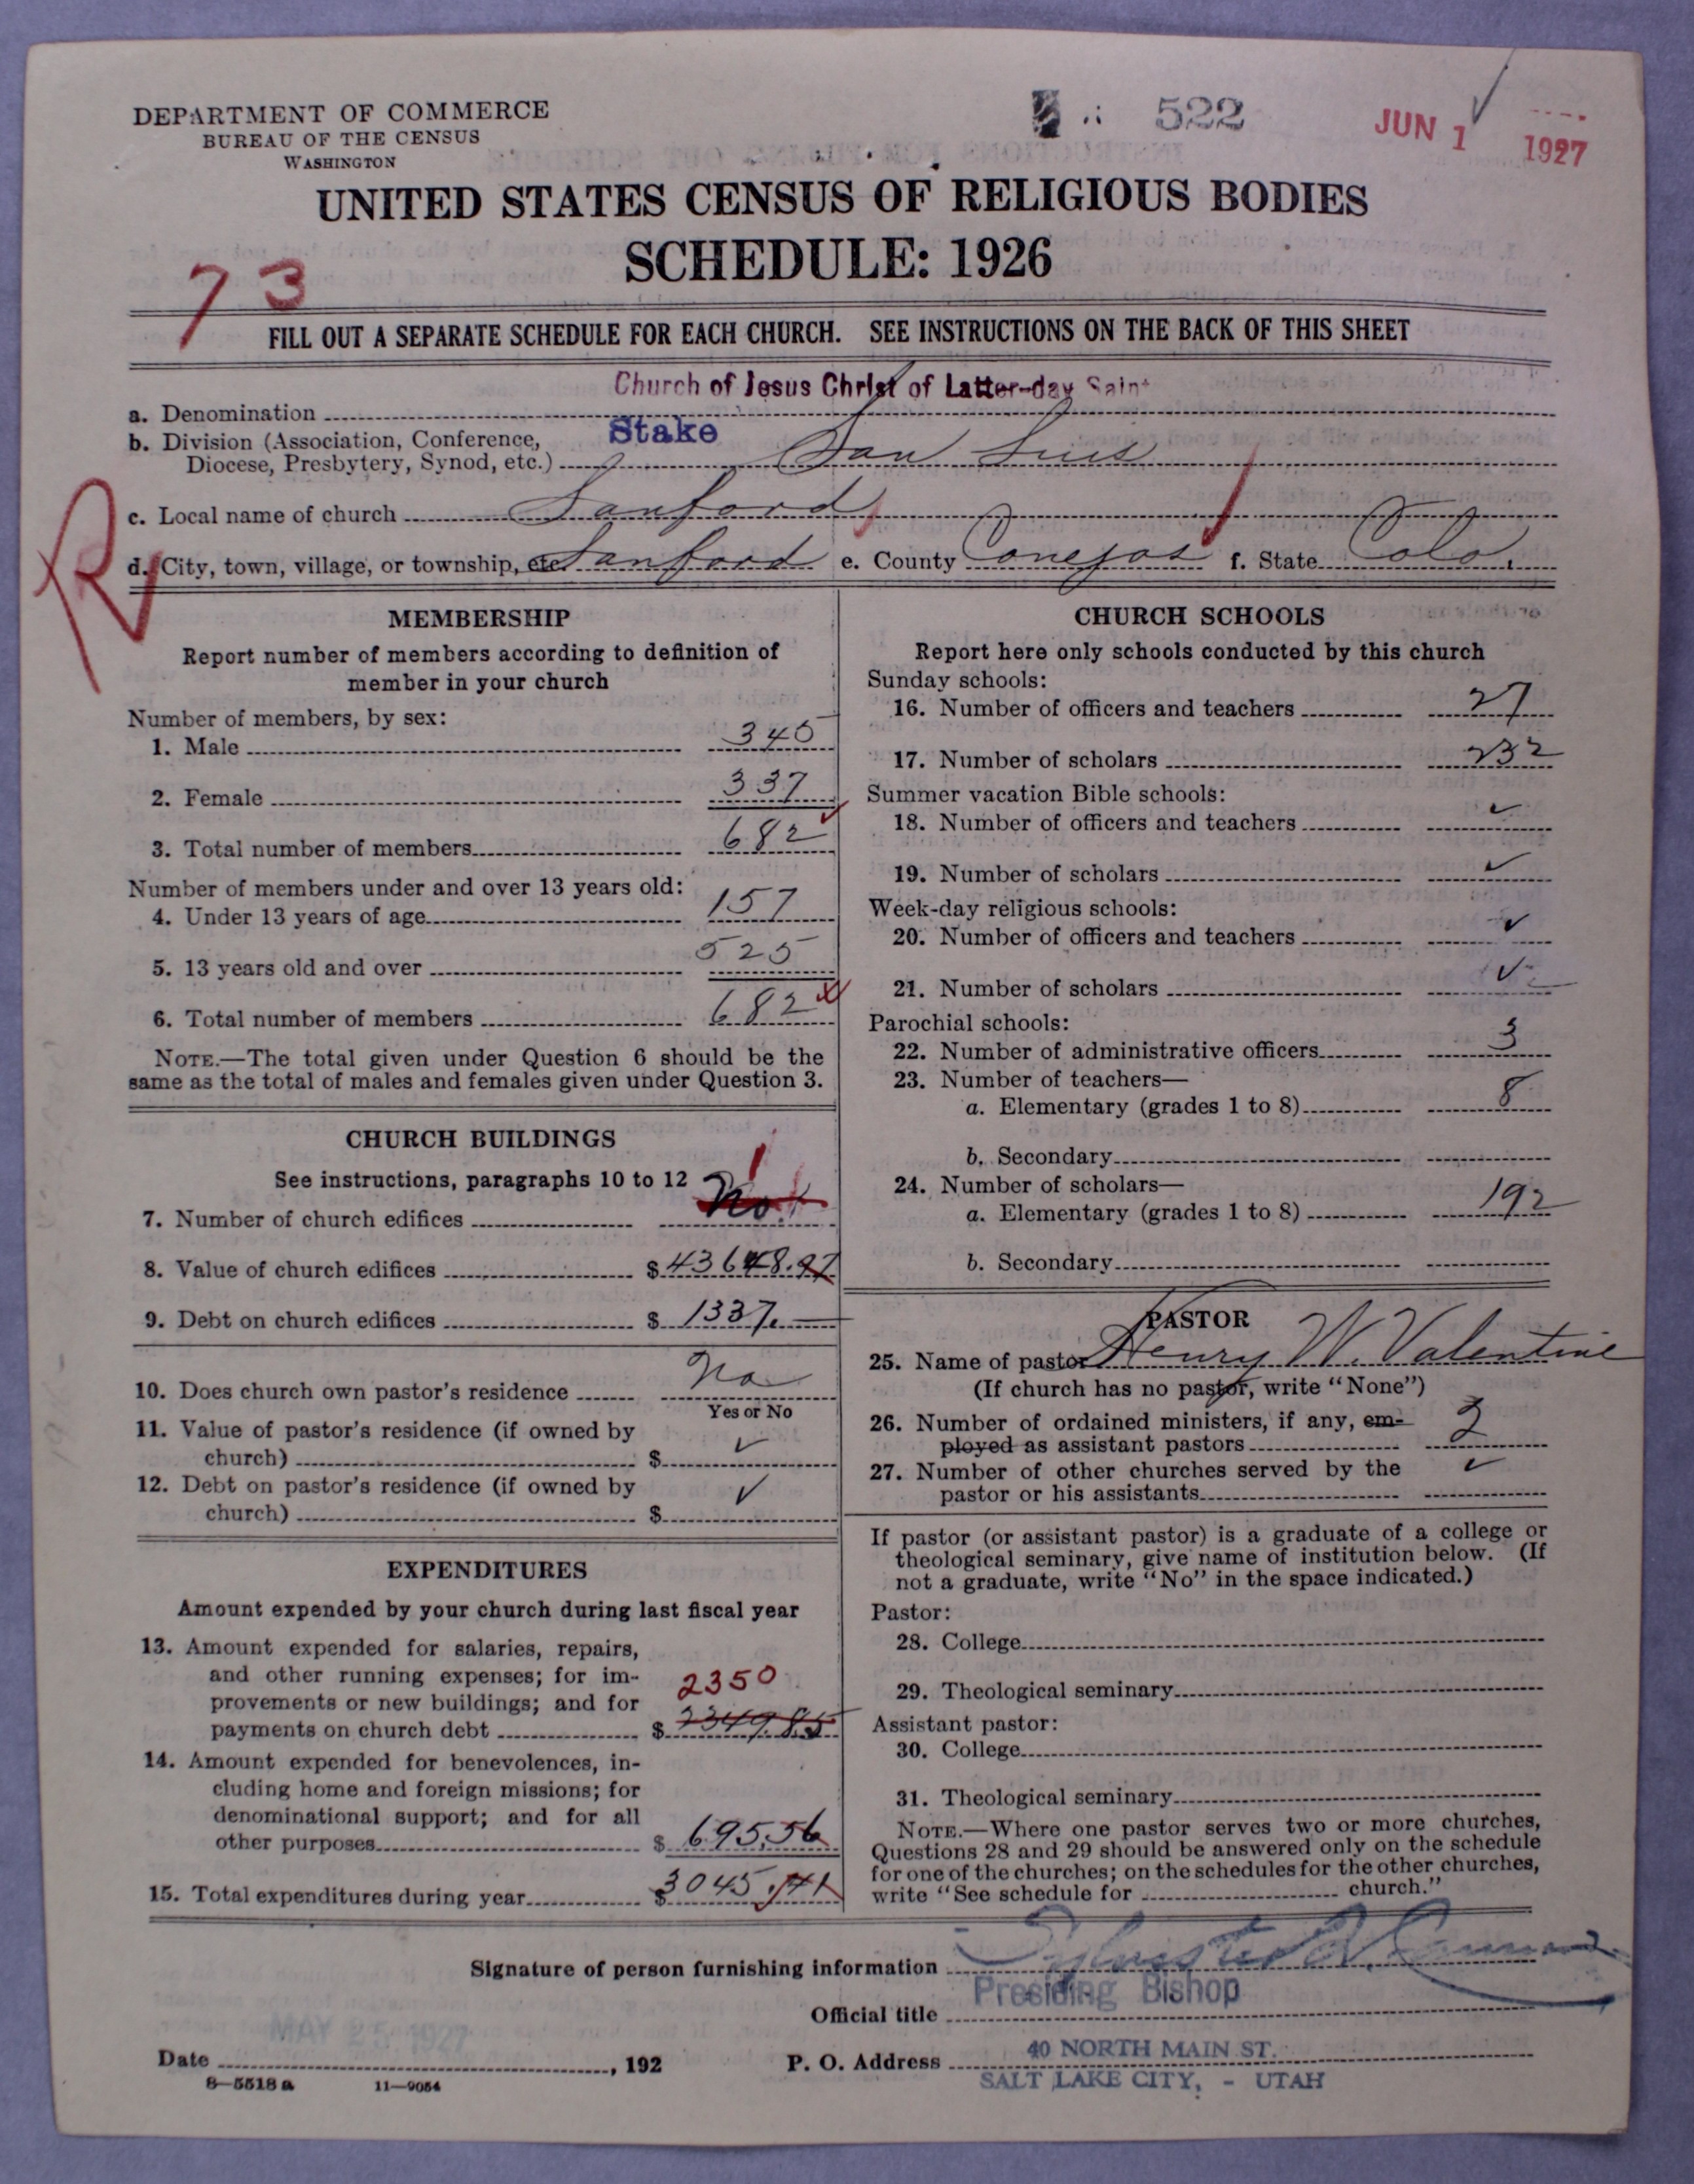 DEPARTMENT OF COMMERCE
BUREAU OF THE CENSUS
WASHINGTON
522
JUN 1 1927
UNITED STATES CENSUS OF RELIGIOUS BODIES
SCHEDULE: 1926
73
FILL OUT A SEPARATE SCHEDULE FOR EACH CHURCH. SEE INSTRUCTIONS ON THE BACK OF THIS SHEET
Church of Jesus Christ of Latter-day Saint
a. Denomination
b. Division (Association, Conference, Stake San Luis
Diocese, Presbytery, Synod, etc.)
c. Local name of church Sanford
R
d. City, town, village, or township, etc. Sanford e. County Conejos f. State Colo.
MEMBERSHIP
Report number of members according to definition of
member in your church
Number of members, by sex:
1. Male 345
2. Female 337
3. Total number of members 682
Number of members under and over 13 years old:
4. Under 13 years of age 157
5. 13 years old and over 525
6. Total number of members 682
NOTE.—The total given under Question 6 should be the
same as the total of males and females given under Question 3.
CHURCH BUILDINGS
See instructions, paragraphs 10 to 12
7. Number of church edifices No. 1
8. Value of church edifices $43648.97
9. Debt on church edifices $1337.—
10. Does church own pastor's residence No
Yes or No
11. Value of pastor's residence (if owned by
church) $ ✓
12. Debt on pastor's residence (if owned by
church) $ ✓
EXPENDITURES
Amount expended by your church during last fiscal year
13. Amount expended for salaries, repairs,
and other running expenses; for im-
provements or new buildings; and for 2350
payments on church debt $2349.85
14. Amount expended for benevolences, in-
cluding home and foreign missions; for
denominational support; and for all
other purposes $695.56
15. Total expenditures during year $3045.41
CHURCH SCHOOLS
Report here only schools conducted by this church
Sunday schools:
16. Number of officers and teachers 27
17. Number of scholars 232
Summer vacation Bible schools:
18. Number of officers and teachers ✓
19. Number of scholars ✓
Week-day religious schools:
20. Number of officers and teachers ✓
21. Number of scholars ✓
Parochial schools:
22. Number of administrative officers 3
23. Number of teachers—
a. Elementary (grades 1 to 8) 8
b. Secondary
24. Number of scholars—
a. Elementary (grades 1 to 8) 192
b. Secondary
PASTOR
25. Name of pastor Henry W. Valentine
(If church has no pastor, write "None")
26. Number of ordained ministers, if any, em-
ployed as assistant pastors 2
27. Number of other churches served by the ✓
pastor or his assistants
If pastor (or assistant pastor) is a graduate of a college or
theological seminary, give name of institution below. (If
not a graduate, write "No" in the space indicated.)
Pastor:
28. College
29. Theological seminary
Assistant pastor:
30. College
31. Theological seminary
NOTE.—Where one pastor serves two or more churches,
Questions 28 and 29 should be answered only on the schedule
for one of the churches; on the schedules for the other churches,
write "See schedule for church."
Signature of person furnishing information Sylvester Q. Cannon
Official title Presiding Bishop
MAY 25 1927
Date , 192
P. O. Address 40 NORTH MAIN ST.
SALT LAKE CITY, - UTAH
8—5518 a 11—9054